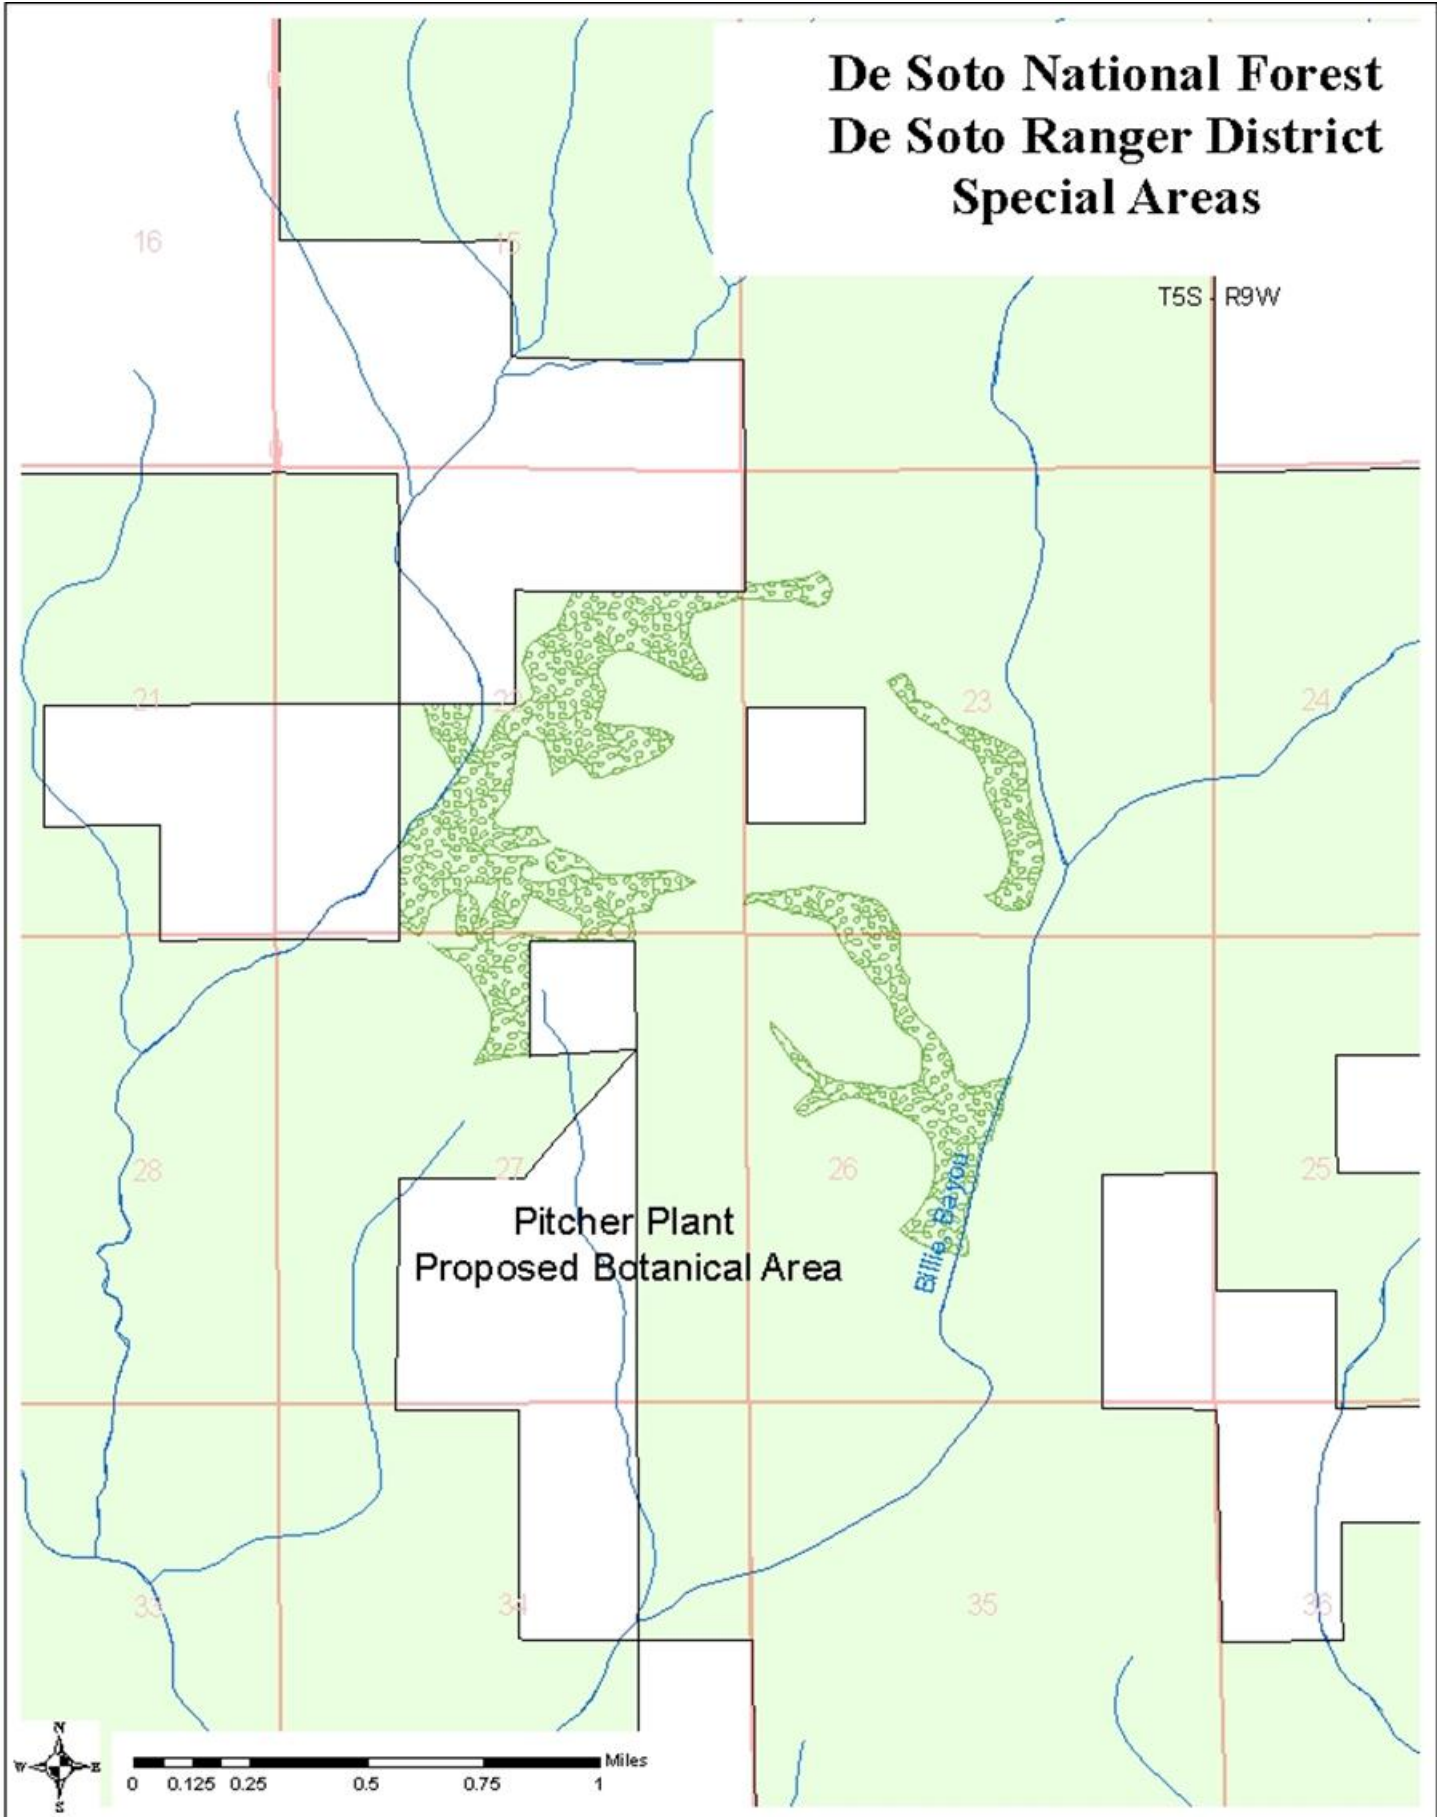 De Soto National Forest
De Soto Ranger District
Special Areas
16
15
T5S R9W
21
22
23
24
28
27
26
25
Pitcher Plant
Proposed Botanical Area
Billie Bayou
33
34
35
36
N
W E
S
Miles
0 0.125 0.25 0.5 0.75 1